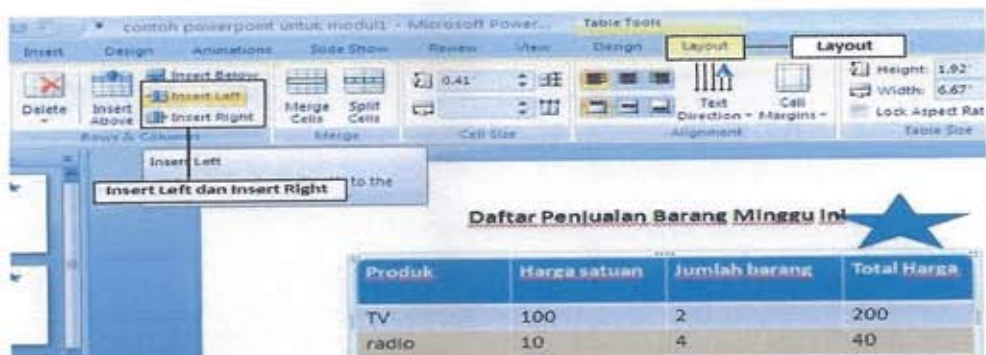 contoh powerpoint untuk modul1 - Microsoft Power... Table Tools
Insert Design Animations Slide Show Review View Design Layout Layout
Delete Insert Above Insert Below Insert Left Insert Right Merge Cells Split Cells 0.41" Text Direction Cell Margins Height: 1.92" Width: 6.67" Lock Aspect Rat
Rows & Columns Merge Cell Size Alignment Table Size
Insert Left
to the
Insert Left dan Insert Right
Daftar Penjualan Barang Minggu Ini
Produk Harga satuan Jumlah barang Total Harga
TV 100 2 200
radio 10 4 40